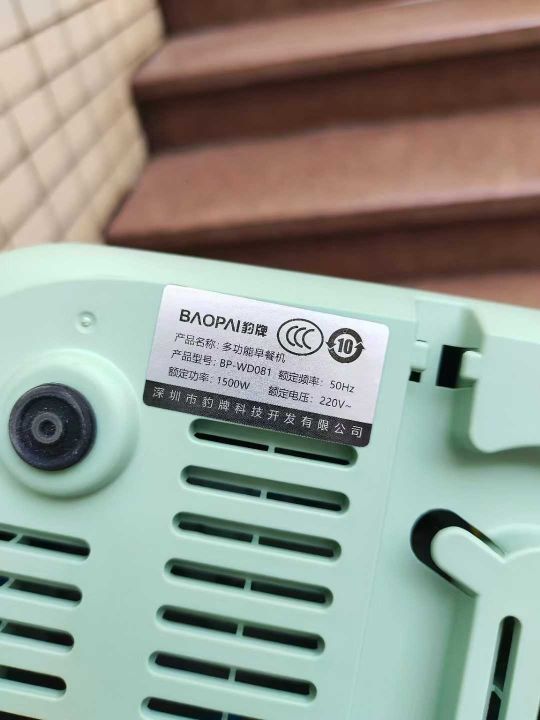 BAOPAI豹牌
CCC
10
产品名称: 多功能早餐机
产品型号: BP-WD081 额定频率: 50Hz
额定功率: 1500W 额定电压: 220V~
深圳市豹牌科技开发有限公司